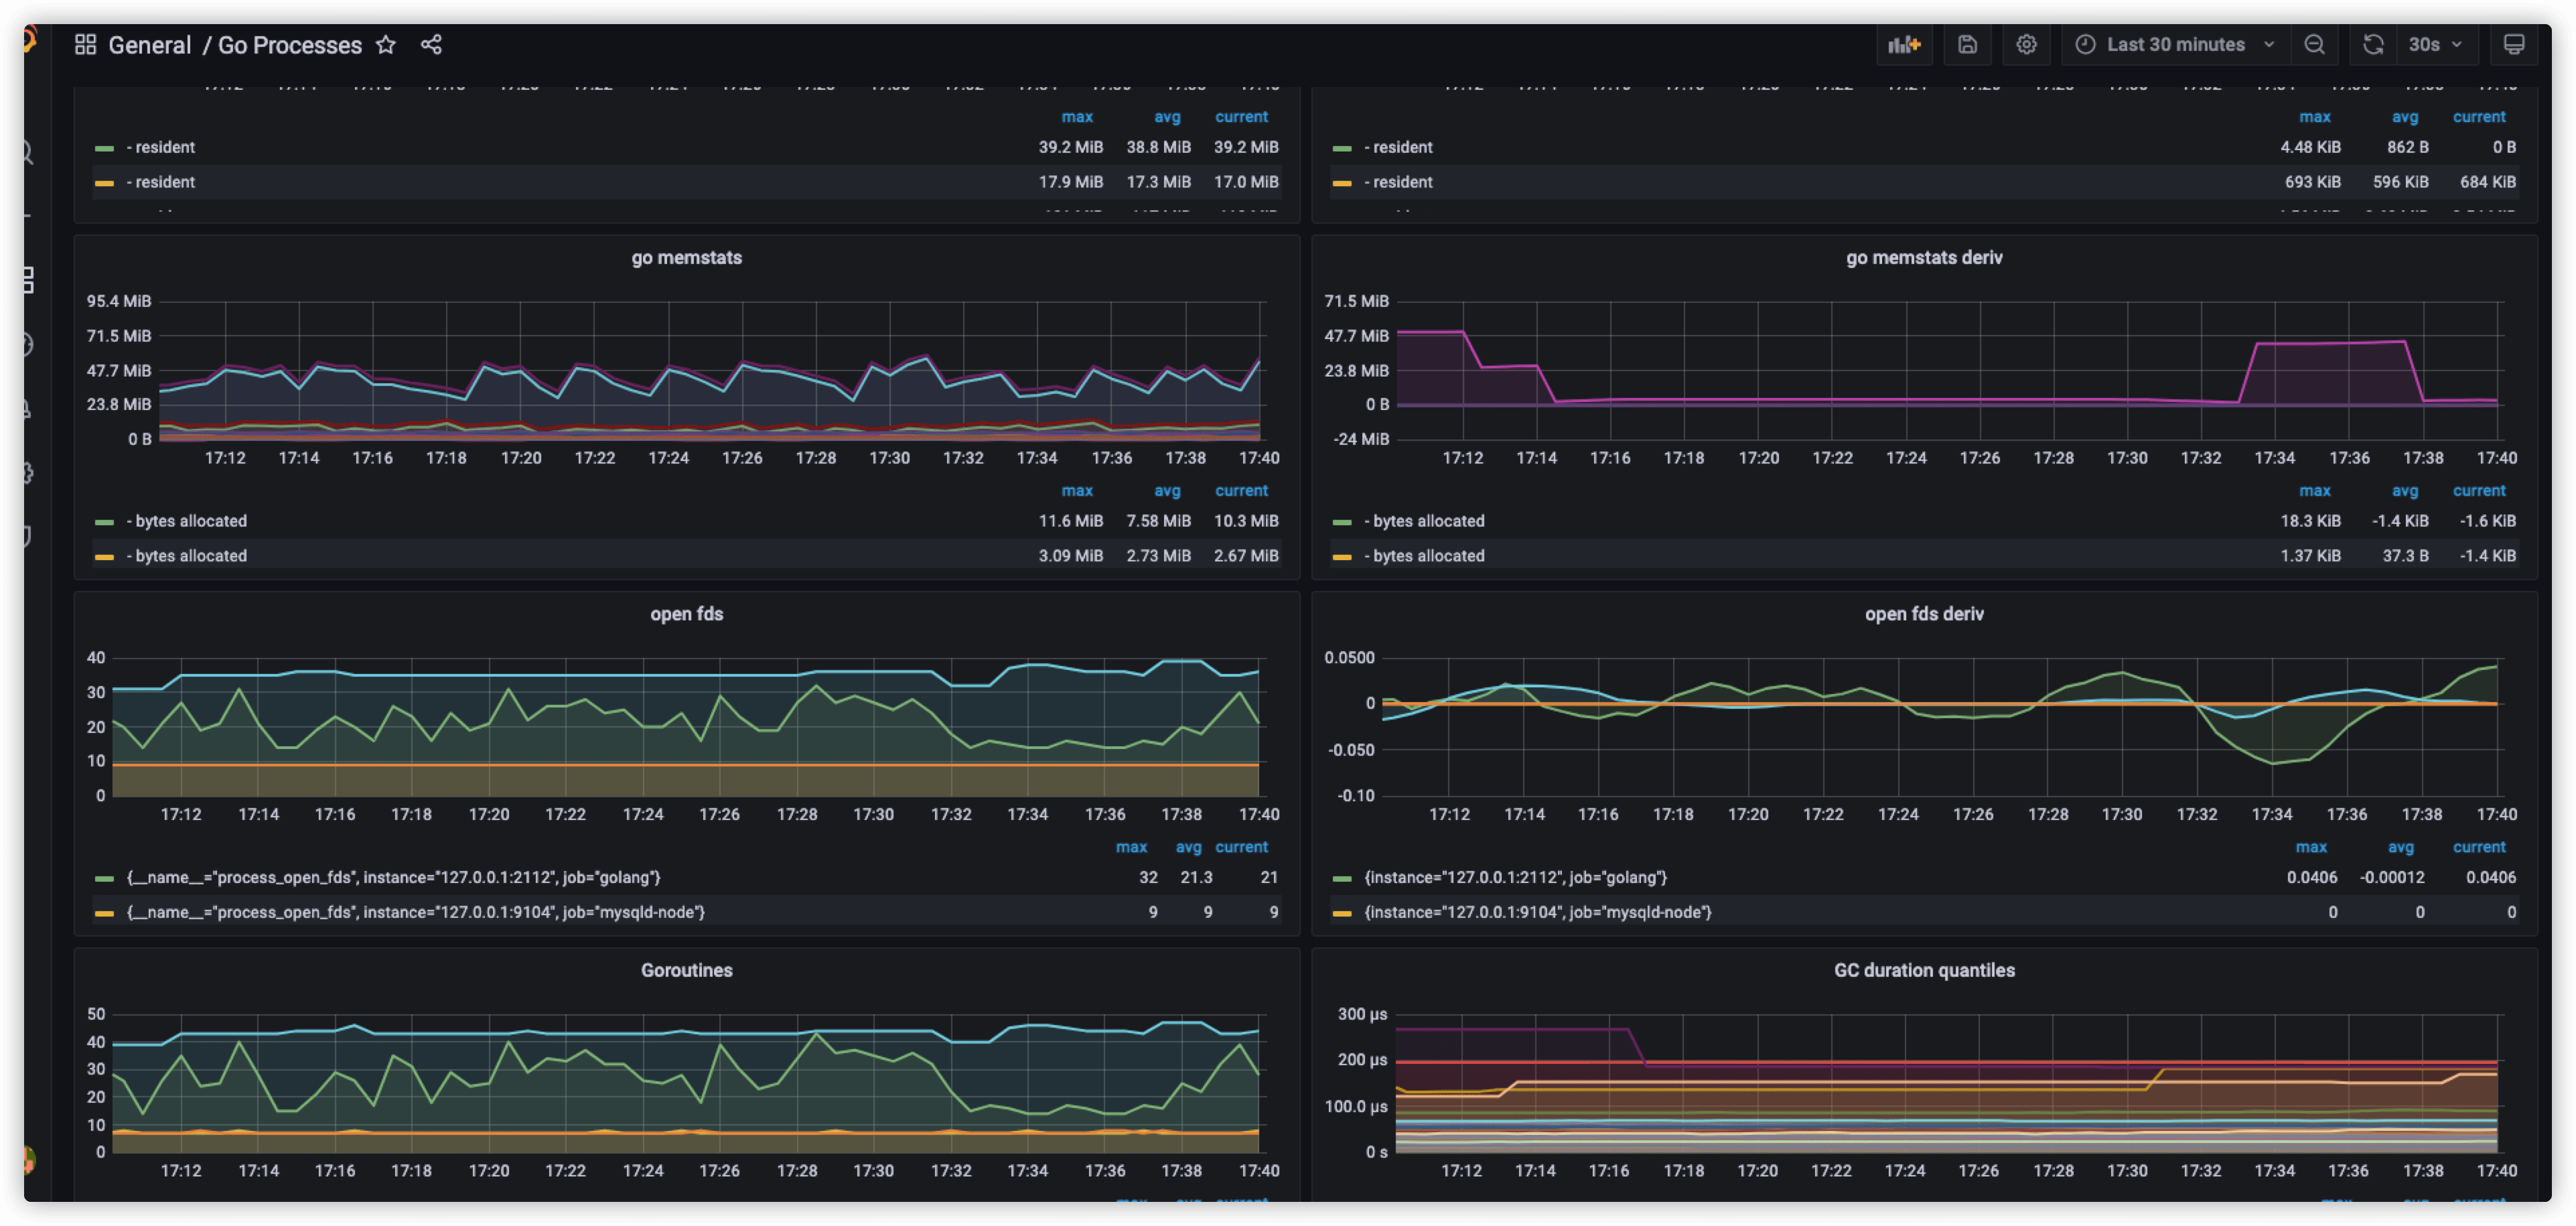 General / Go Processes
Last 30 minutes
30s
max avg current
- resident 39.2 MiB 38.8 MiB 39.2 MiB
- resident 17.9 MiB 17.3 MiB 17.0 MiB
max avg current
- resident 4.48 KiB 862 B 0 B
- resident 693 KiB 596 KiB 684 KiB
go memstats
95.4 MiB
71.5 MiB
47.7 MiB
23.8 MiB
0 B
17:12 17:14 17:16 17:18 17:20 17:22 17:24 17:26 17:28 17:30 17:32 17:34 17:36 17:38 17:40
max avg current
- bytes allocated 11.6 MiB 7.58 MiB 10.3 MiB
- bytes allocated 3.09 MiB 2.73 MiB 2.67 MiB
go memstats deriv
71.5 MiB
47.7 MiB
23.8 MiB
0 B
-24 MiB
17:12 17:14 17:16 17:18 17:20 17:22 17:24 17:26 17:28 17:30 17:32 17:34 17:36 17:38 17:40
max avg current
- bytes allocated 18.3 KiB -1.4 KiB -1.6 KiB
- bytes allocated 1.37 KiB 37.3 B -1.4 KiB
open fds
40
30
20
10
0
17:12 17:14 17:16 17:18 17:20 17:22 17:24 17:26 17:28 17:30 17:32 17:34 17:36 17:38 17:40
max avg current
{__name__="process_open_fds", instance="127.0.0.1:2112", job="golang"} 32 21.3 21
{__name__="process_open_fds", instance="127.0.0.1:9104", job="mysqld-node"} 9 9 9
open fds deriv
0.0500
0
-0.050
-0.10
17:12 17:14 17:16 17:18 17:20 17:22 17:24 17:26 17:28 17:30 17:32 17:34 17:36 17:38 17:40
max avg current
{instance="127.0.0.1:2112", job="golang"} 0.0406 -0.00012 0.0406
{instance="127.0.0.1:9104", job="mysqld-node"} 0 0 0
Goroutines
50
40
30
20
10
0
17:12 17:14 17:16 17:18 17:20 17:22 17:24 17:26 17:28 17:30 17:32 17:34 17:36 17:38 17:40
GC duration quantiles
300 µs
200 µs
100.0 µs
0 s
17:12 17:14 17:16 17:18 17:20 17:22 17:24 17:26 17:28 17:30 17:32 17:34 17:36 17:38 17:40